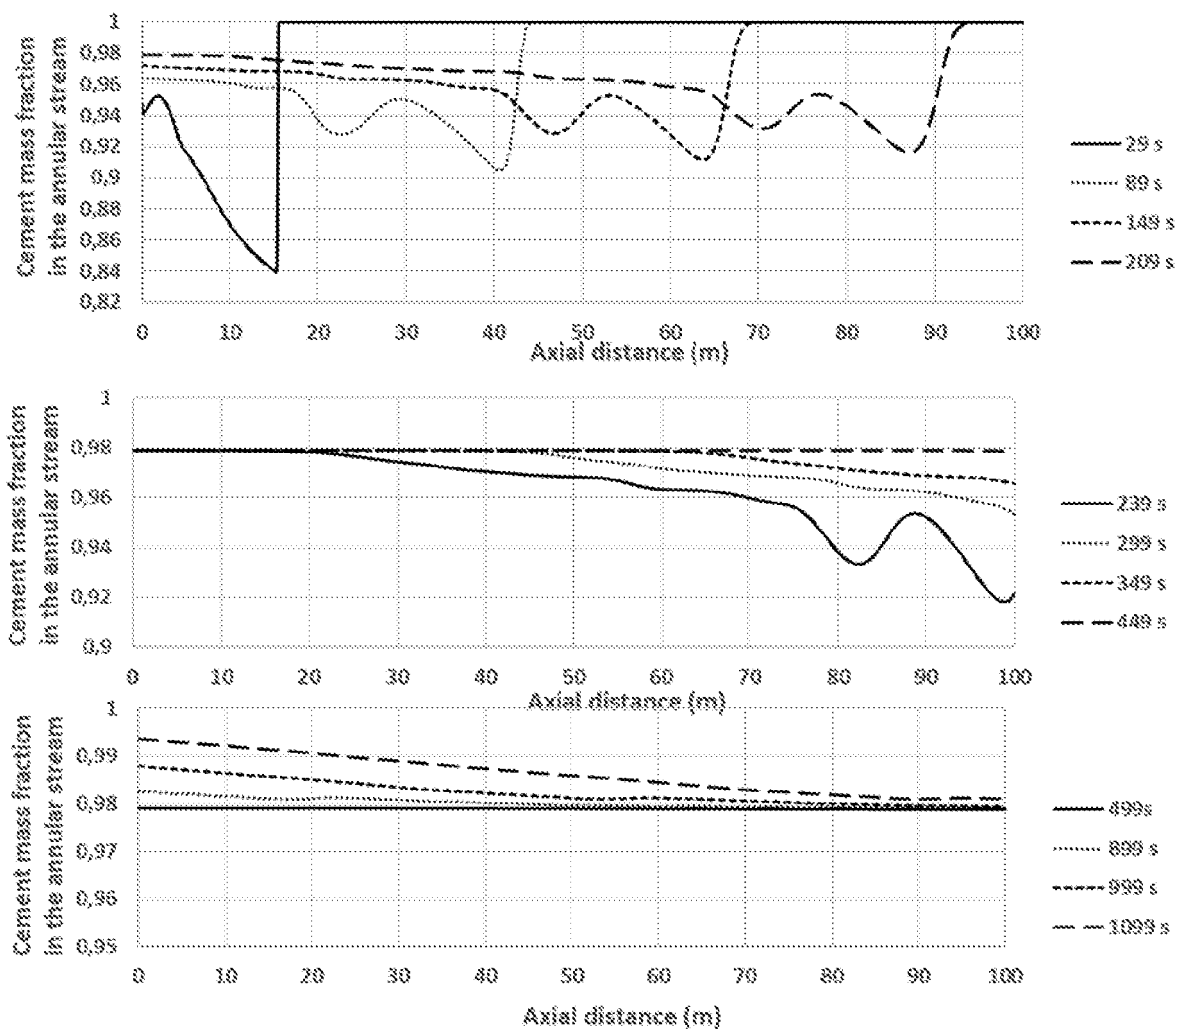 Cement mass fraction
in the annular stream
1
0,98
0,96
0,94
0,92
0,9
0,88
0,86
0,84
0,82
0 10 20 30 40 50 60 70 80 90 100
Axial distance (m)
29 s
89 s
149 s
209 s
Cement mass fraction
in the annular stream
1
0,98
0,96
0,94
0,92
0,9
0 10 20 30 40 50 60 70 80 90 100
Axial distance (m)
239 s
299 s
349 s
449 s
Cement mass fraction
in the annular stream
1
0,99
0,98
0,97
0,96
0,95
0 10 20 30 40 50 60 70 80 90 100
Axial distance (m)
499s
899 s
999 s
1099 s